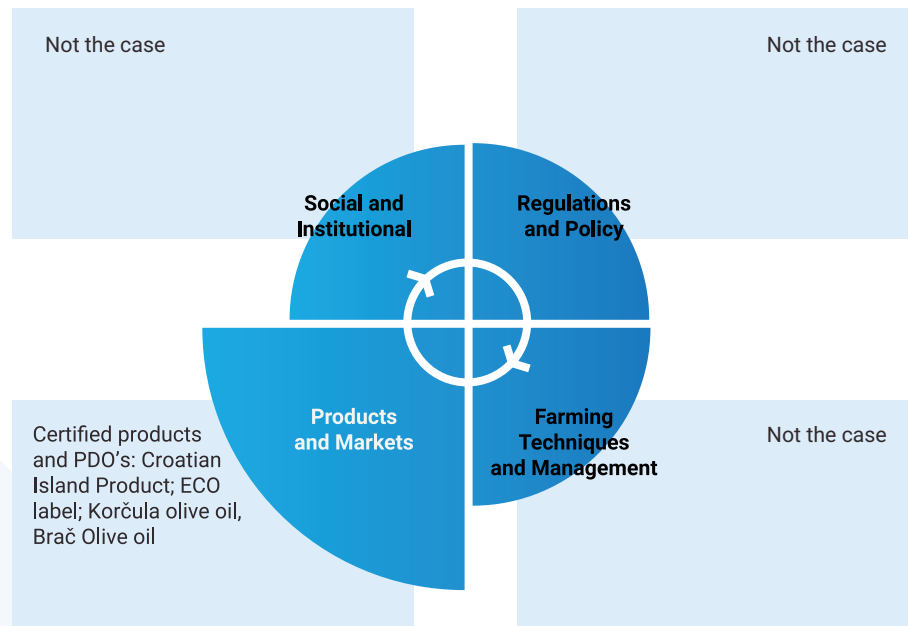 Not the case
Not the case
Social and
Institutional
Regulations
and Policy
Products
and Markets
Farming
Techniques
and Management
Certified products
and PDO's: Croatian
Island Product; ECO
label; Korčula olive oil,
Brač Olive oil
Not the case